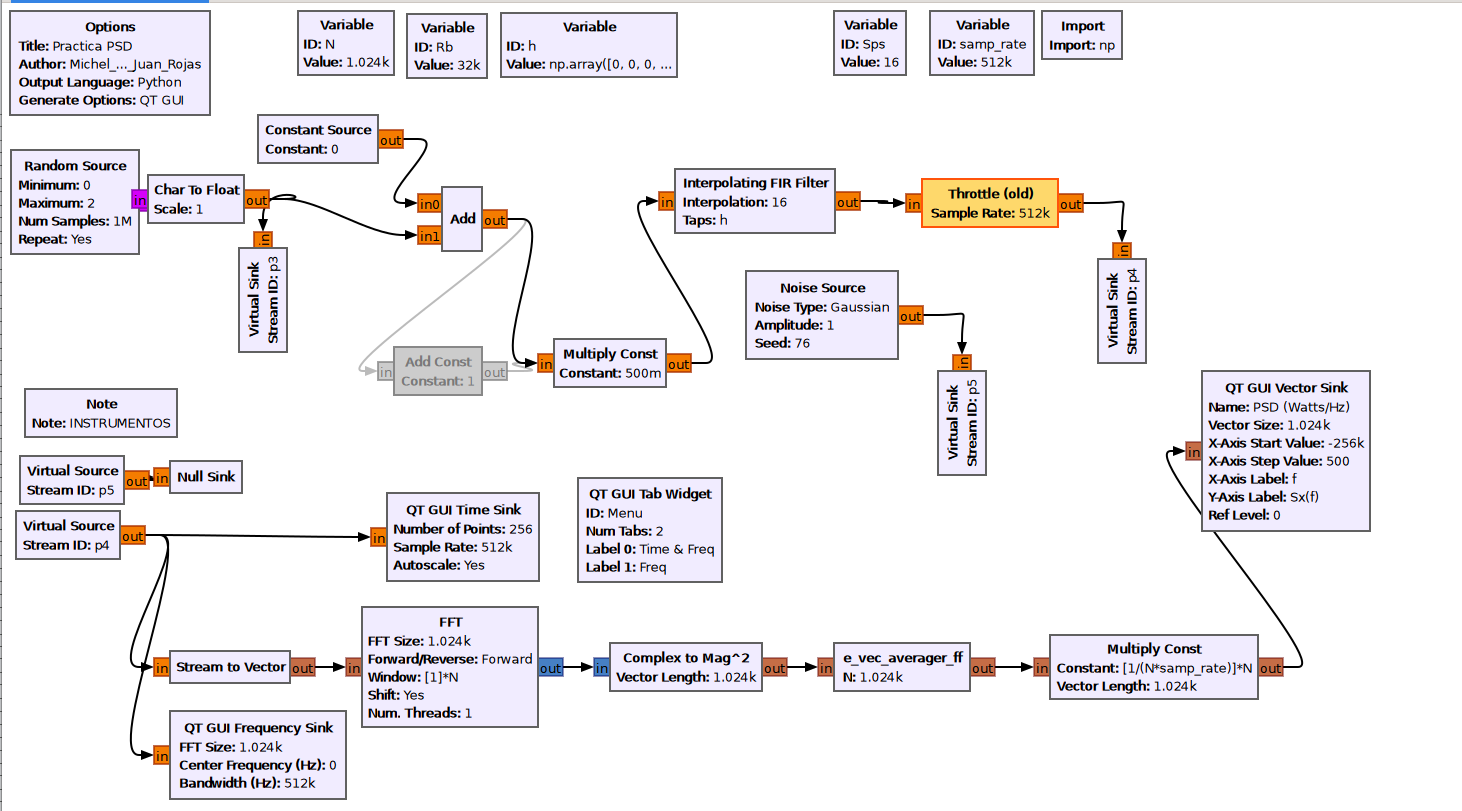 Options
Title: Practica PSD
Author: Michel_..._Juan_Rojas
Output Language: Python
Generate Options: QT GUI
Variable
ID: N
Value: 1.024k
Variable
ID: Rb
Value: 32k
Variable
ID: h
Value: np.array([0, 0, 0, ...
Variable
ID: Sps
Value: 16
Variable
ID: samp_rate
Value: 512k
Import
Import: np
Constant Source
Constant: 0
out
Random Source
Minimum: 0
Maximum: 2
Num Samples: 1M
Repeat: Yes
in
Char To Float
Scale: 1
out
in
Virtual Sink
Stream ID: p3
in0
in1
Add
out
in
Add Const
Constant: 1
out
in
Multiply Const
Constant: 500m
out
in
Interpolating FIR Filter
Interpolation: 16
Taps: h
out
in
Throttle (old)
Sample Rate: 512k
out
in
Virtual Sink
Stream ID: p4
Noise Source
Noise Type: Gaussian
Amplitude: 1
Seed: 76
out
in
Virtual Sink
Stream ID: p5
Note
Note: INSTRUMENTOS
Virtual Source
Stream ID: p5
out
in
Null Sink
Virtual Source
Stream ID: p4
out
in
QT GUI Time Sink
Number of Points: 256
Sample Rate: 512k
Autoscale: Yes
QT GUI Tab Widget
ID: Menu
Num Tabs: 2
Label 0: Time & Freq
Label 1: Freq
in
QT GUI Vector Sink
Name: PSD (Watts/Hz)
Vector Size: 1.024k
X-Axis Start Value: -256k
X-Axis Step Value: 500
X-Axis Label: f
Y-Axis Label: Sx(f)
Ref Level: 0
in
Stream to Vector
out
in
FFT
FFT Size: 1.024k
Forward/Reverse: Forward
Window: [1]*N
Shift: Yes
Num. Threads: 1
out
in
Complex to Mag^2
Vector Length: 1.024k
out
in
e_vec_averager_ff
N: 1.024k
out
in
Multiply Const
Constant: [1/(N*samp_rate)]*N
Vector Length: 1.024k
out
in
QT GUI Frequency Sink
FFT Size: 1.024k
Center Frequency (Hz): 0
Bandwidth (Hz): 512k